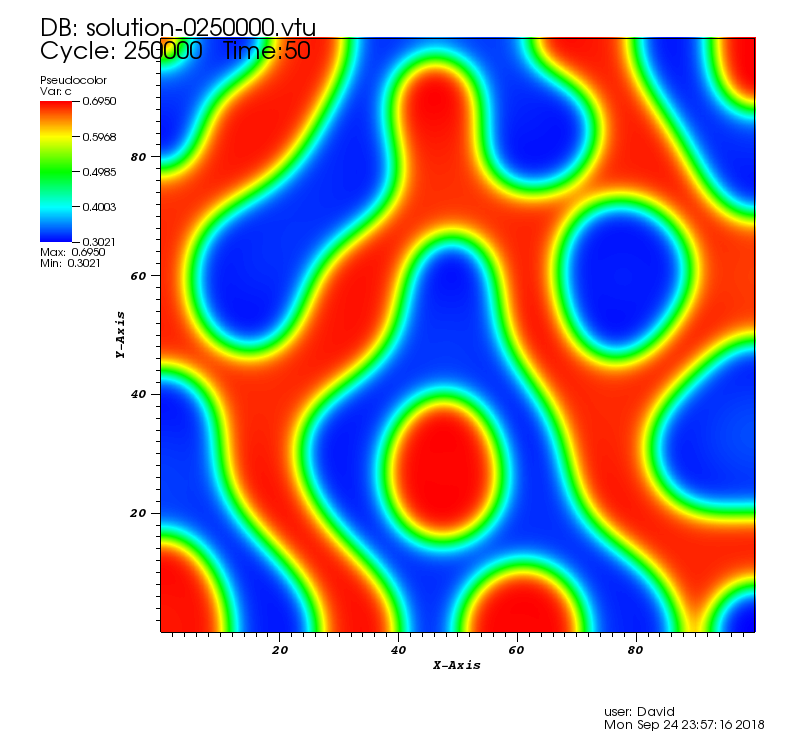 DB: solution-0250000.vtu
Cycle: 250000 Time:50
Pseudocolor
Var: c
0.6950
0.5968
0.4985
0.4003
0.3021
Max: 0.6950
Min: 0.3021
80
60
40
20
Y-Axis
20 40 60 80
X-Axis
user: David
Mon Sep 24 23:57:16 2018